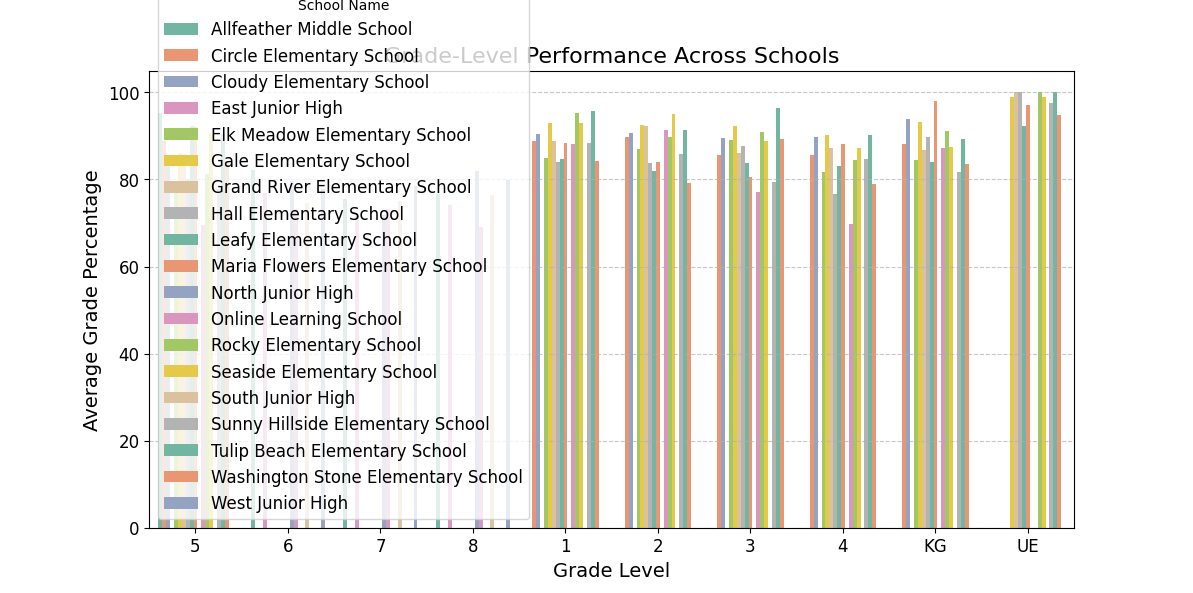 School Name
Allfeather Middle School
Circle Elementary School
Cloudy Elementary School
East Junior High
Elk Meadow Elementary School
Gale Elementary School
Grand River Elementary School
Hall Elementary School
Leafy Elementary School
Maria Flowers Elementary School
North Junior High
Online Learning School
Rocky Elementary School
Seaside Elementary School
South Junior High
Sunny Hillside Elementary School
Tulip Beach Elementary School
Washington Stone Elementary School
West Junior High
Grade-Level Performance Across Schools
Average Grade Percentage
100
80
60
40
20
0
5 6 7 8 1 2 3 4 KG UE
Grade Level